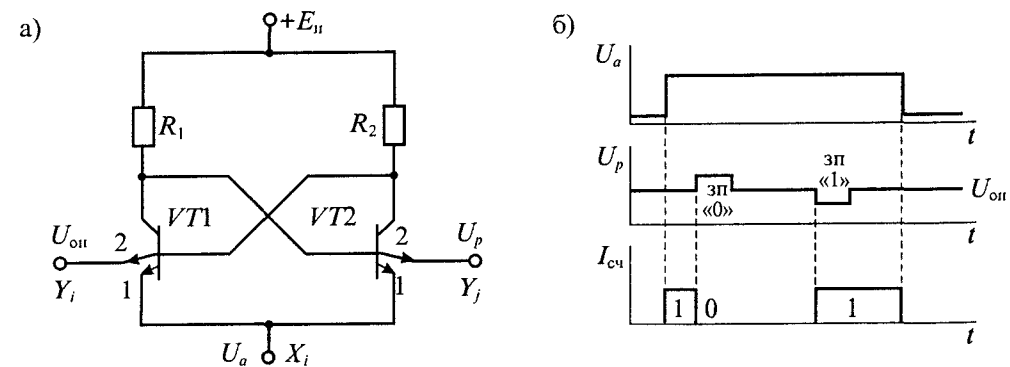 а)
+Eп
R1
R2
VT1
VT2
Uоп
2
2
Up
Yi
1
1
Yj
Ua
Xi
б)
Ua
t
Up
зп
«0»
зп
«1»
Uоп
t
Iсч
1
0
1
t